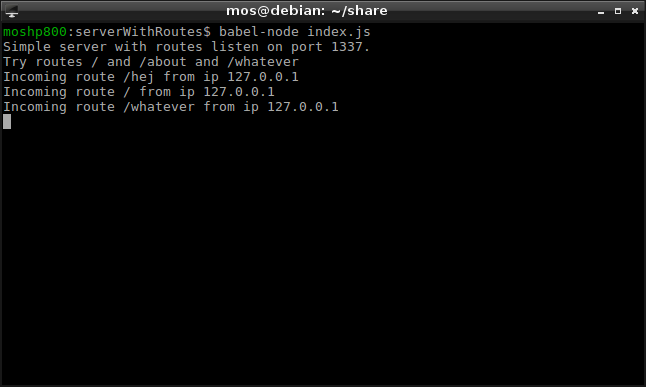 mos@debian: ~/share
moshp800:serverWithRoutes$ babel-node index.js
Simple server with routes listen on port 1337.
Try routes / and /about and /whatever
Incoming route /hej from ip 127.0.0.1
Incoming route / from ip 127.0.0.1
Incoming route /whatever from ip 127.0.0.1